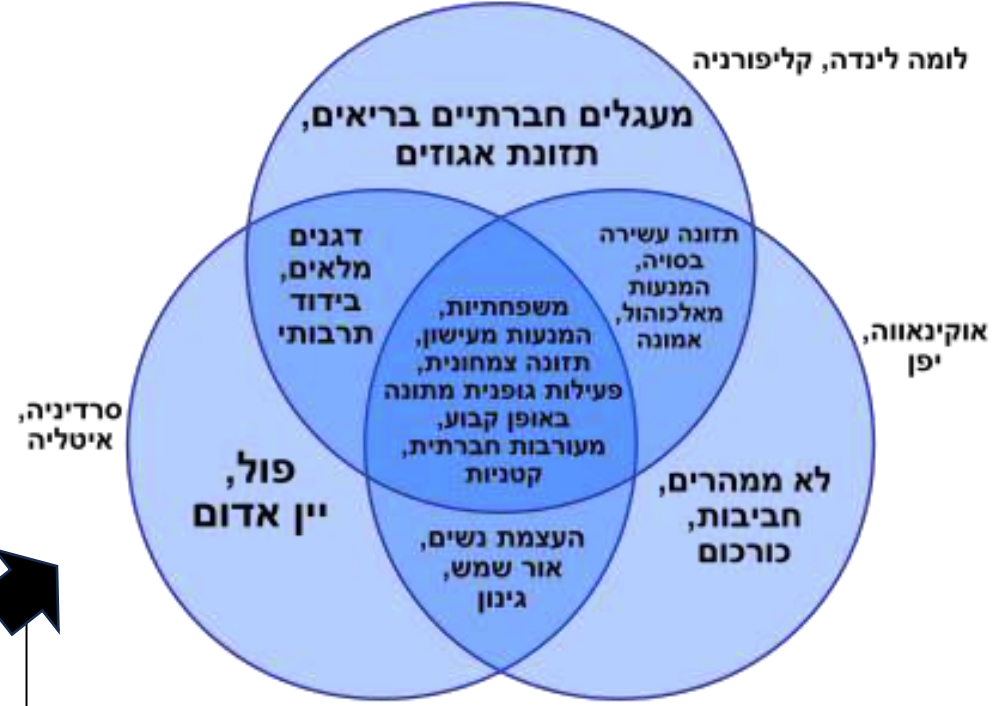 לומה לינדה, קליפורניה
מעגלים חברתיים בריאים,
תזונת אגוזים
דגנים
מלאים,
בידוד
תרבותי
תזונה עשירה
בסויה,
המנעות
מאלכוהול,
אמונה
משפחתיות,
המנעות מעישון,
תזונה צמחונית,
פעילות גופנית מתונה
באופן קבוע,
מעורבות חברתית,
קטניות
אוקינאווה,
יפן
סרדיניה,
איטליה
פול,
יין אדום
לא ממהרים,
חביבות,
כורכום
העצמת נשים,
אור שמש,
גינון